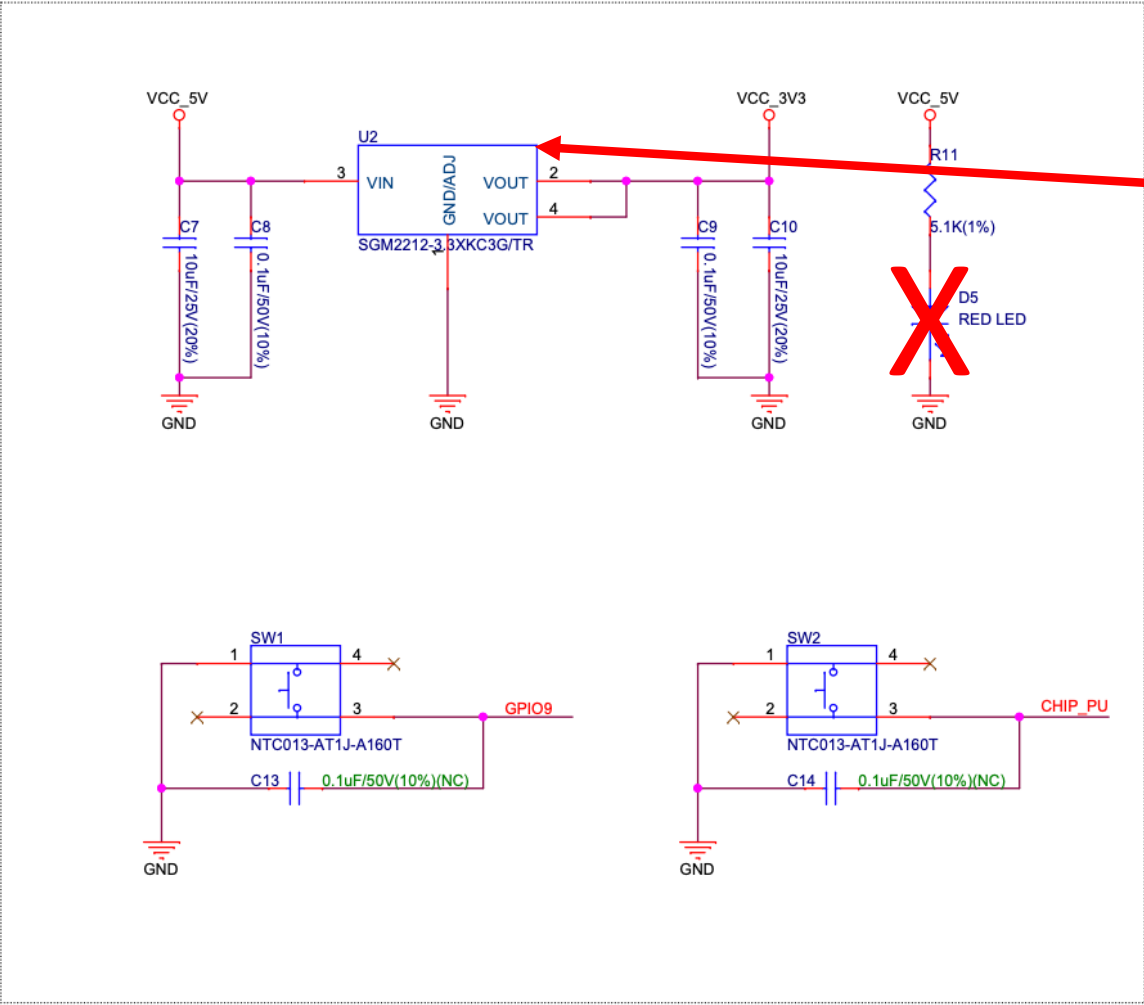 VCC_5V
VCC_3V3
VCC_5V
U2
R11
3
VIN
GND/ADJ
VOUT
2
VOUT
4
C7
C8
C9
C10
5.1K(1%)
SGM2212-3.3XKC3G/TR
1
10uF/25V(20%)
0.1uF/50V(10%)
0.1uF/50V(10%)
10uF/25V(20%)
D5
RED LED
GND
GND
GND
GND
SW1
1
4
2
3
GPIO9
NTC013-AT1J-A160T
C13
0.1uF/50V(10%)(NC)
GND
SW2
1
4
2
3
CHIP_PU
NTC013-AT1J-A160T
C14
0.1uF/50V(10%)(NC)
GND